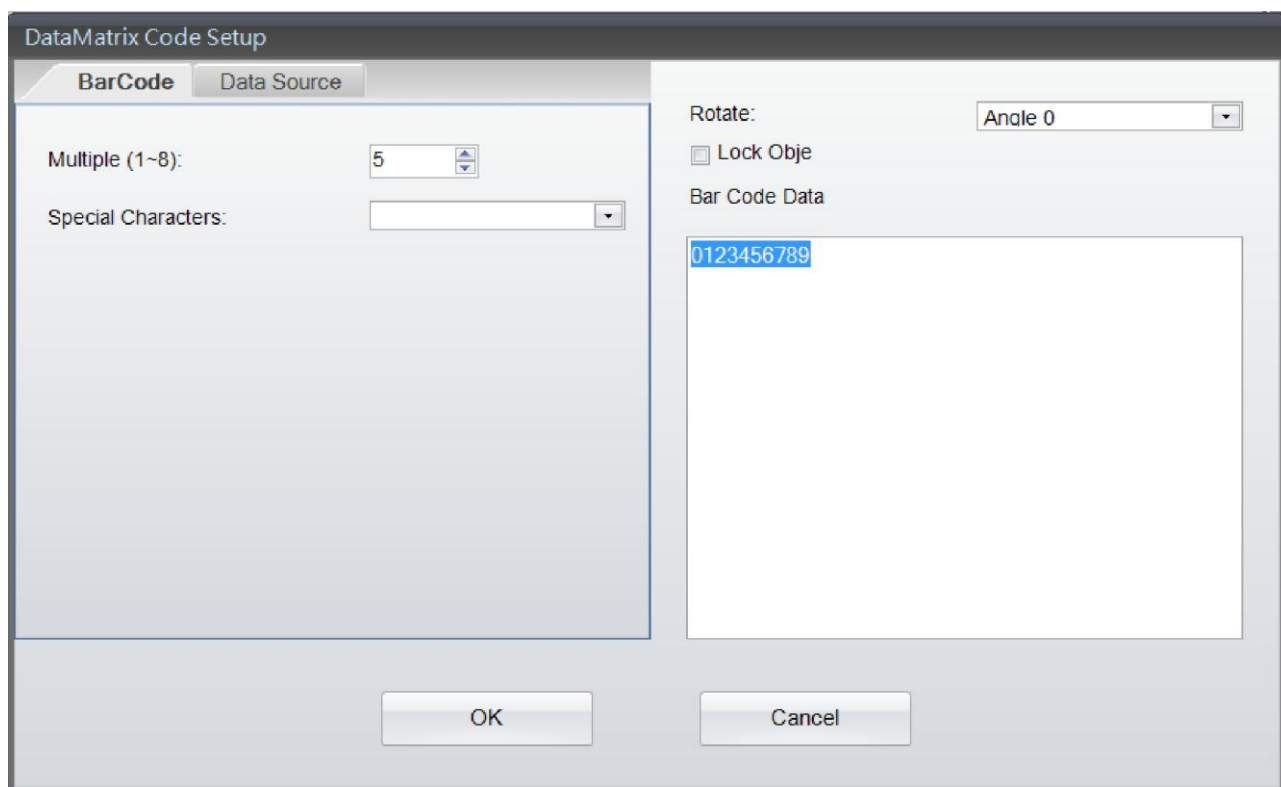 DataMatrix Code Setup
BarCode Data Source
Multiple (1~8): 5
Special Characters:
Rotate: Angle 0
Lock Obje
Bar Code Data
0123456789
OK Cancel